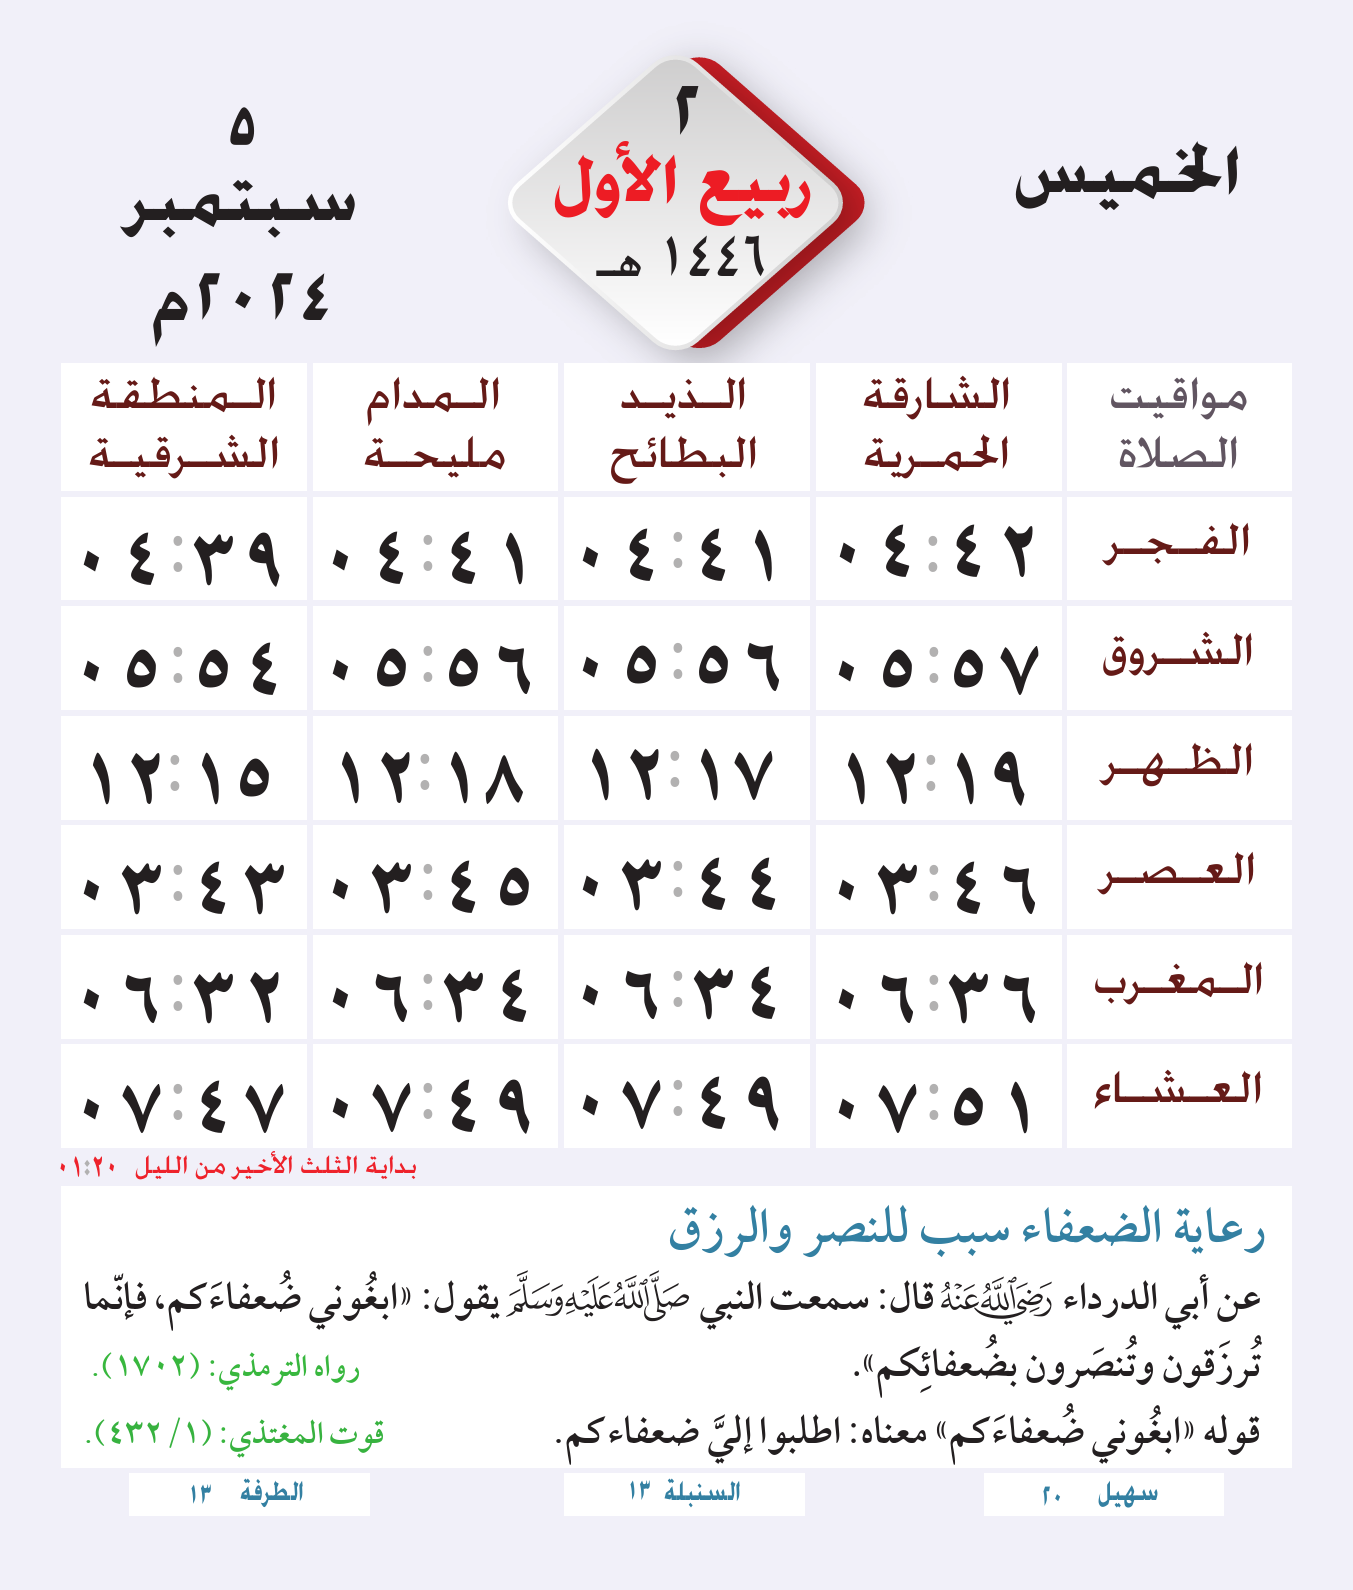 الخميس
٢
ربيع الأول
١٤٤٦ هـ
٥
سبتمبر
٢٠٢٤م
مواقيت الصلاة الشارقة الحمرية الذيد البطائح المدام مليحة المنطقة الشرقية
الفجر ٠٤:٤٢ ٠٤:٤١ ٠٤:٤١ ٠٤:٣٩
الشروق ٠٥:٥٧ ٠٥:٥٦ ٠٥:٥٦ ٠٥:٥٤
الظهر ١٢:١٩ ١٢:١٧ ١٢:١٨ ١٢:١٥
العصر ٠٣:٤٦ ٠٣:٤٤ ٠٣:٤٥ ٠٣:٤٣
المغرب ٠٦:٣٦ ٠٦:٣٤ ٠٦:٣٤ ٠٦:٣٢
العشاء ٠٧:٥١ ٠٧:٤٩ ٠٧:٤٩ ٠٧:٤٧
بداية الثلث الأخير من الليل ٠١:٢٠
رعاية الضعفاء سبب للنصر والرزق
عن أبي الدرداء رَضِيَ اللَّهُ عَنْهُ قال: سمعت النبي صَلَّى اللَّهُ عَلَيْهِ وَسَلَّمَ يقول: «ابغُوني ضُعفاءَكم، فإنّما
تُرزَقون وتُنصَرون بضُعفائِكم». رواه الترمذي: (١٧٠٢).
قوله «ابغُوني ضُعفاءَكم» معناه: اطلبوا إليَّ ضعفاءكم. قوت المغتذي: (١/ ٤٣٢).
سهيل ٢٠ السنبلة ١٣ الطرفة ١٣